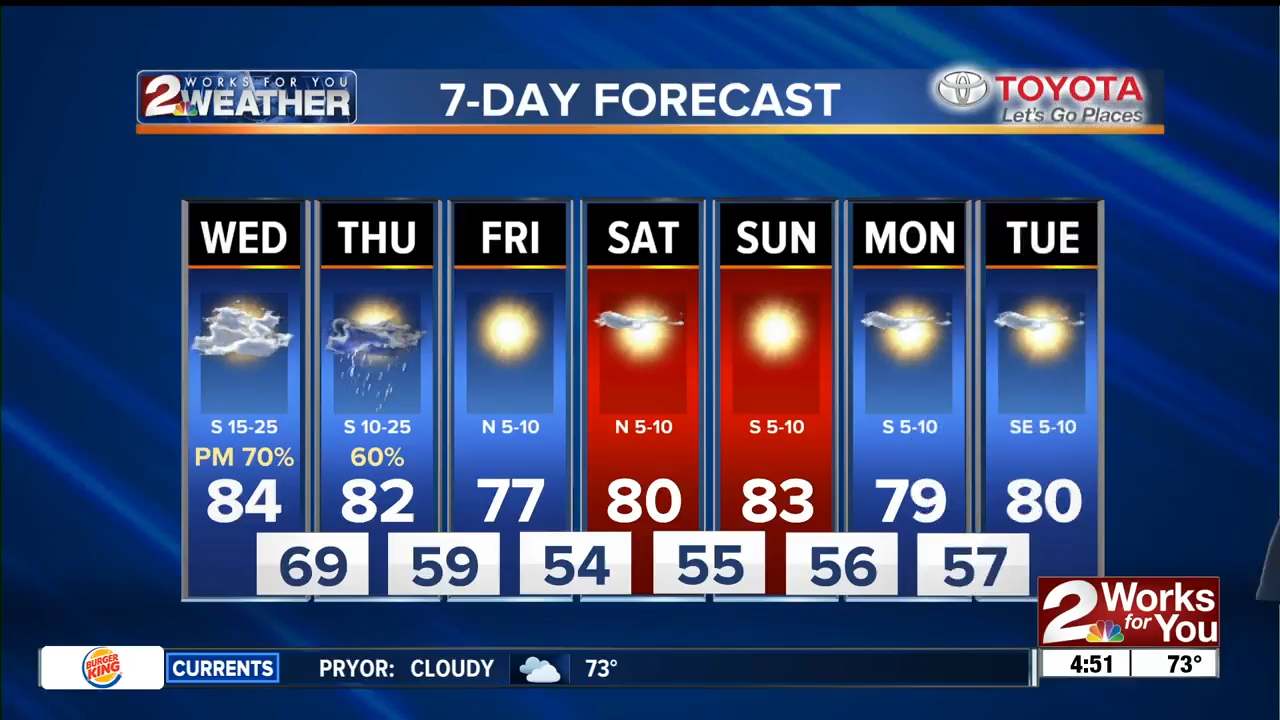 2 WORKS FOR YOU
WEATHER
7-DAY FORECAST
TOYOTA
Let's Go Places
WED THU FRI SAT SUN MON TUE
S 15-25 S 10-25 N 5-10 N 5-10 S 5-10 S 5-10 SE 5-10
PM 70% 60%
84 82 77 80 83 79 80
69 59 54 55 56 57
2 Works
for You
BURGER
KING
CURRENTS
PRYOR: CLOUDY 73°
4:51 73°